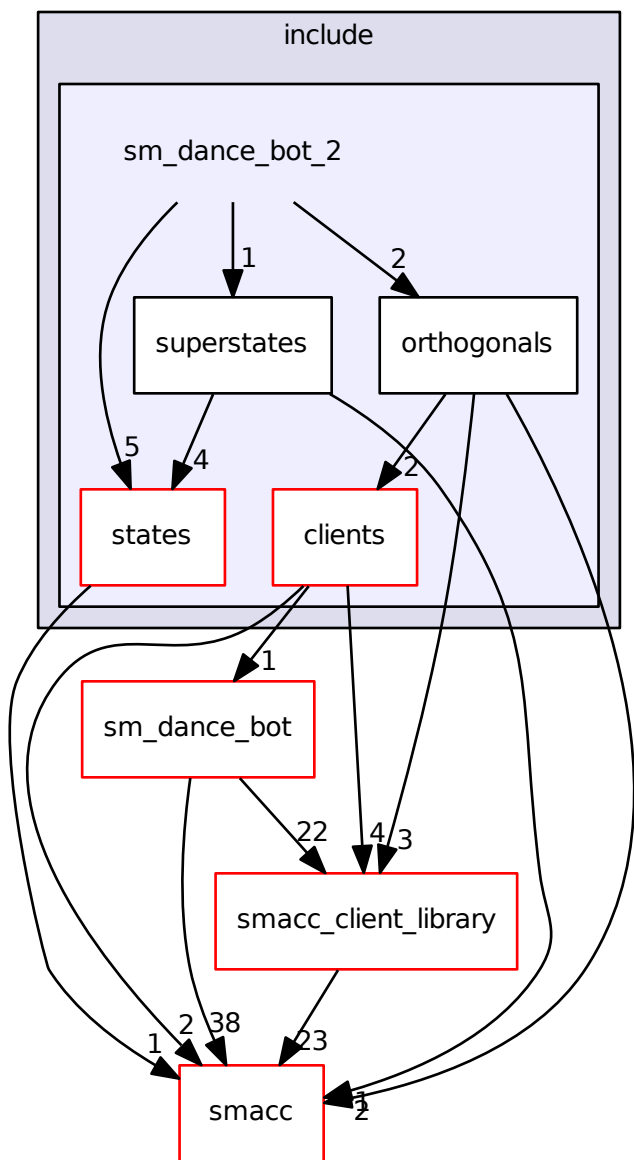 include
sm_dance_bot_2
1
2
superstates
orthogonals
5
4
2
states
clients
1
sm_dance_bot
22
4
3
smacc_client_library
1
2
38
23
1
2
smacc